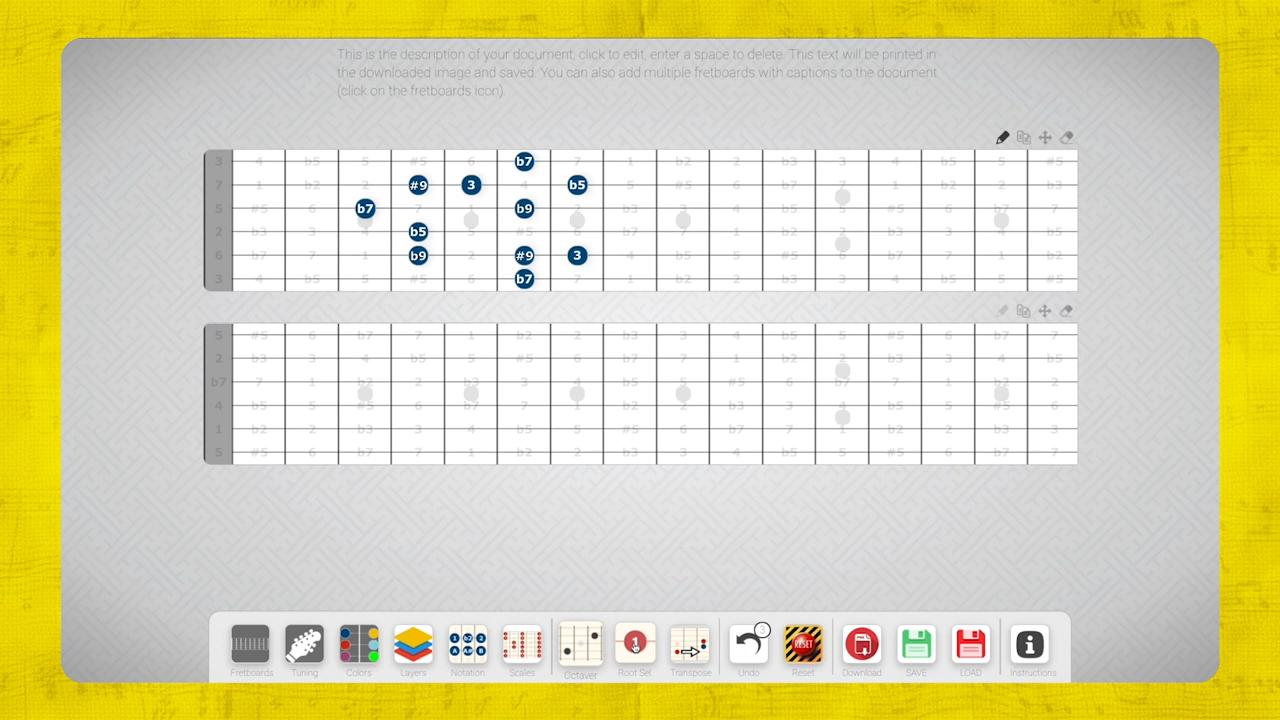 This is the description of your document, click to edit, enter a space to delete. This text will be printed in
the downloaded image and saved. You can also add multiple fretboards with captions to the document
(click on the fretboards icon).
3 4 b5 5 #5 6 b7 7 1 b2 2 b3 3 4 b5 5 #5
7 1 b2 2 #9 3 4 b5 5 #5 6 b7 7 1 b2 2 b3
5 #5 6 b7 7 1 b9 2 b3 3 4 b5 5 #5 6 b7 7
2 b3 3 4 b5 5 #5 6 b7 7 1 b2 2 b3 3 4 b5
6 b7 7 1 b9 2 #9 3 4 b5 5 #5 6 b7 7 1 b2
3 4 b5 5 #5 6 b7 7 1 b2 2 b3 3 4 b5 5 #5
5 #5 6 b7 7 1 b2 2 b3 3 4 b5 5 #5 6 b7 7
2 b3 3 4 b5 5 #5 6 b7 7 1 b2 2 b3 3 4 b5
b7 7 1 b2 2 b3 3 4 b5 5 #5 6 b7 7 1 b2 2
4 b5 5 #5 6 b7 7 1 b2 2 b3 3 4 b5 5 #5 6
1 b2 2 b3 3 4 b5 5 #5 6 b7 7 1 b2 2 b3 3
5 #5 6 b7 7 1 b2 2 b3 3 4 b5 5 #5 6 b7 7
1 b2 2
A A# B
1
3
RESET
Fretboards Tuning Colors Layers Notation Scales Octaver Root Sel Transpose Undo Reset Download SAVE LOAD Instructions